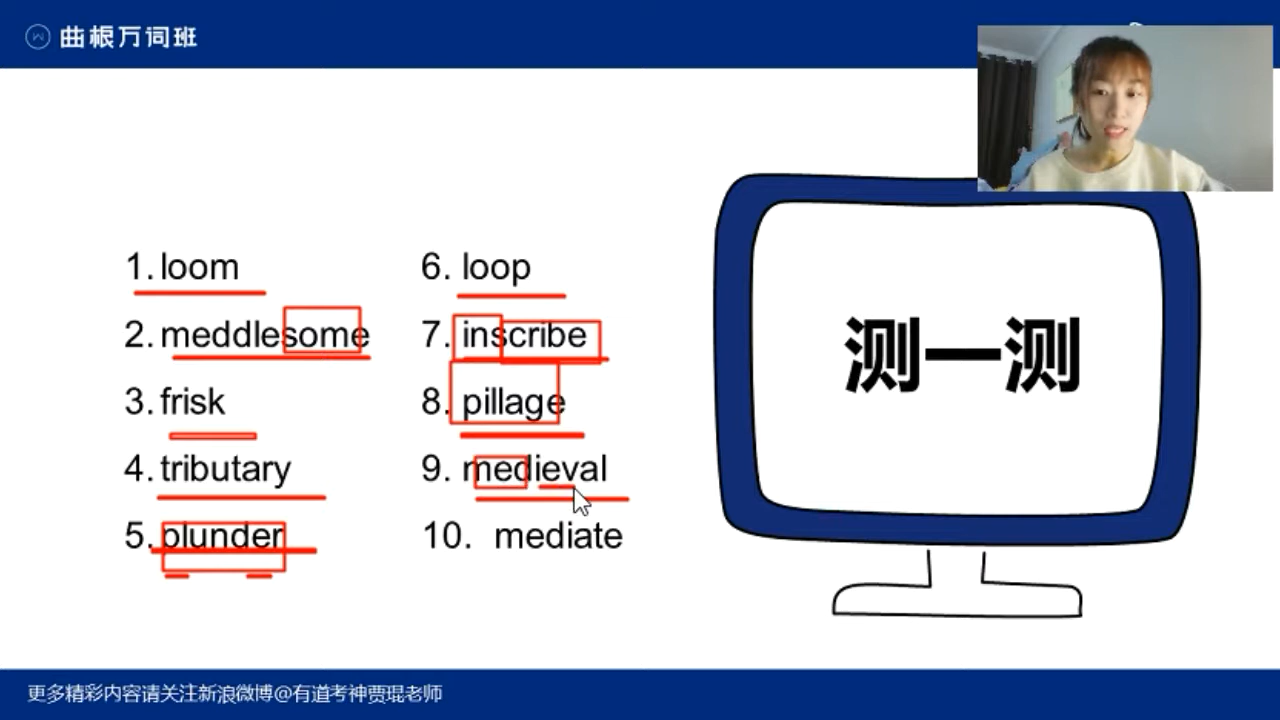 曲根万词班
1. loom
2. meddlesome
3. frisk
4. tributary
5. plunder
6. loop
7. inscribe
8. pillage
9. medieval
10. mediate
测一测
更多精彩内容请关注新浪微博@有道考神贾琨老师